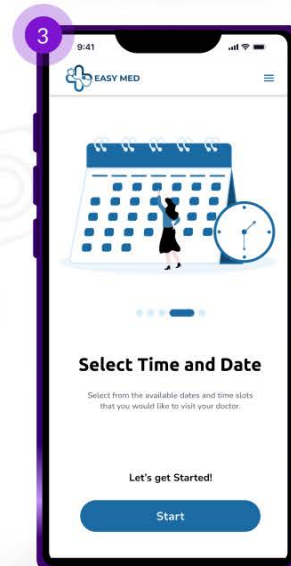 3
9:41
EASY MED
Select Time and Date
Select from the available dates and time slots
that you would like to visit your doctor.
Let's get Started!
Start